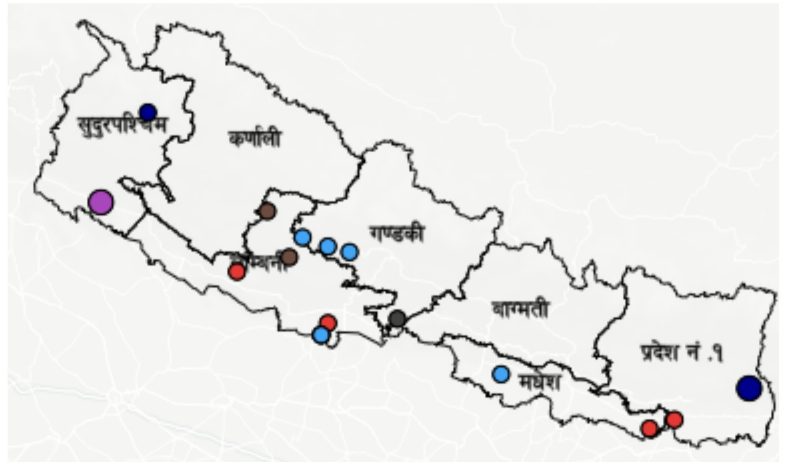 सुदुरपश्चिम
कर्णाली
गण्डकी
बाग्मती
प्रदेश नं .१
मधेश